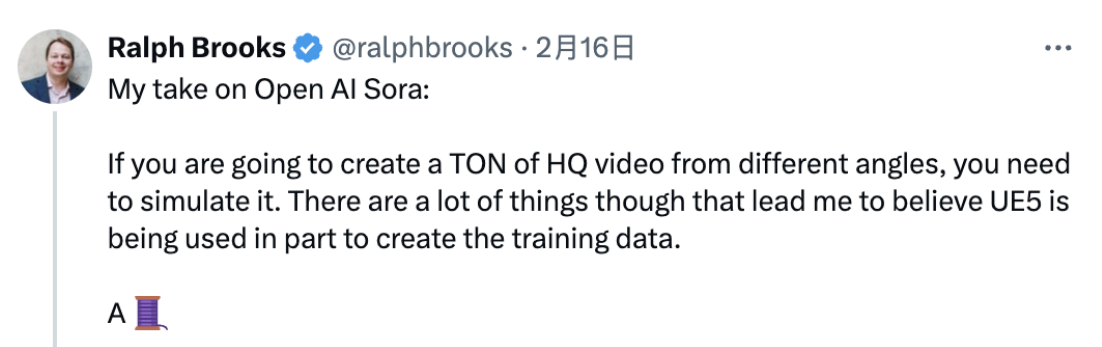 Ralph Brooks @ralphbrooks · 2月16日
My take on Open AI Sora:
If you are going to create a TON of HQ video from different angles, you need
to simulate it. There are a lot of things though that lead me to believe UE5 is
being used in part to create the training data.
A 🧵